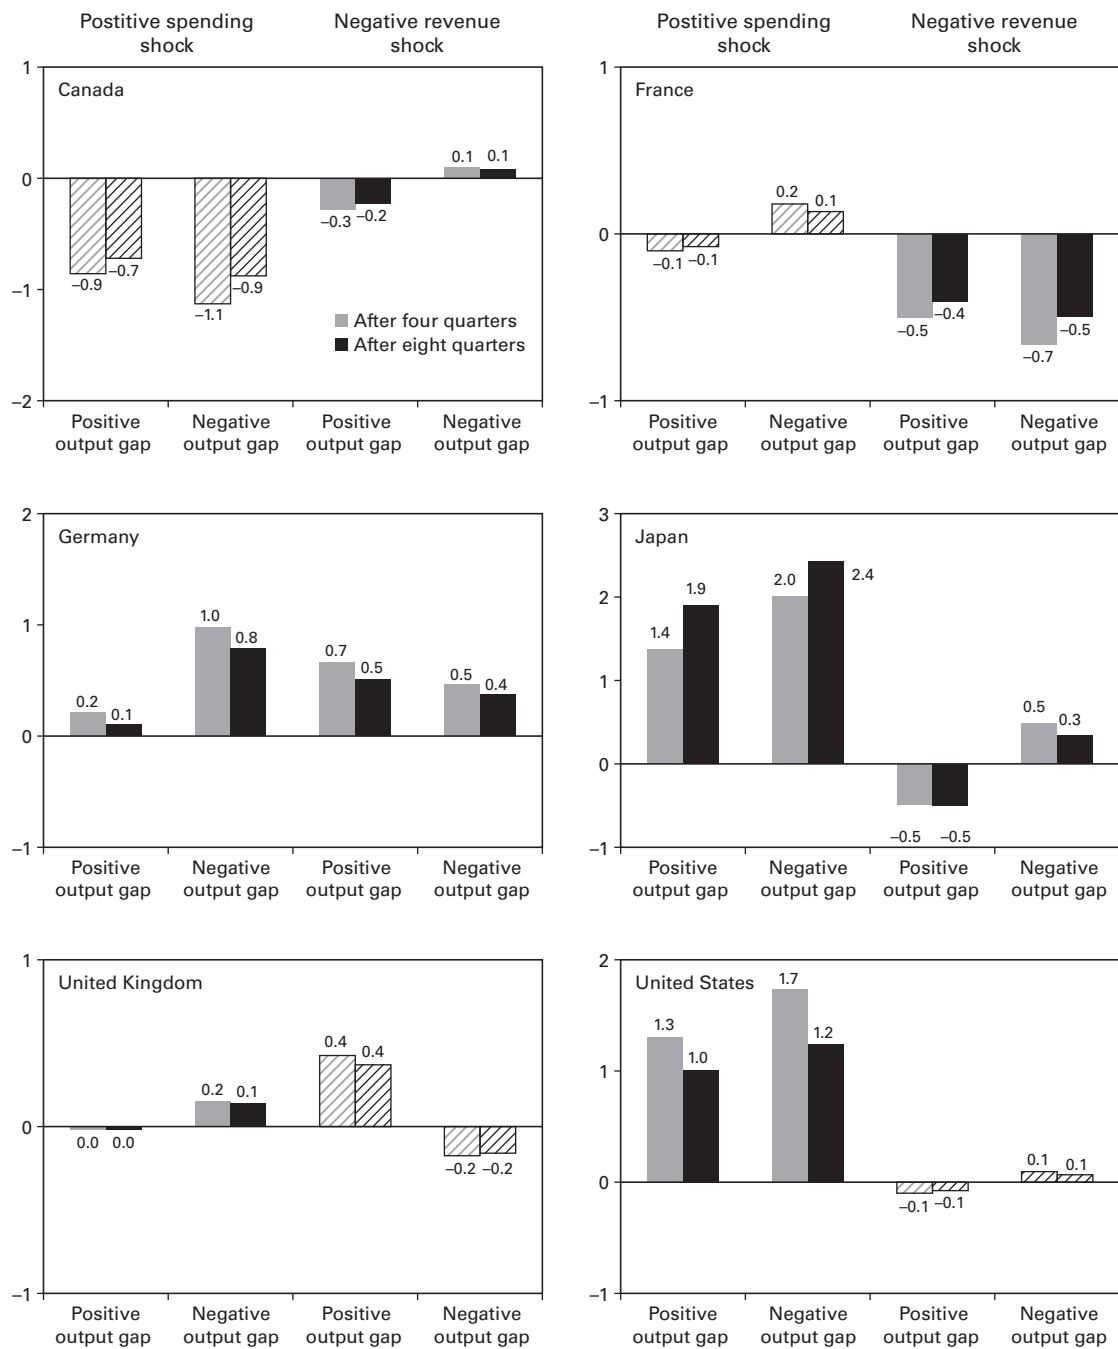 Postitive spending
shock
Negative revenue
shock
Postitive spending
shock
Negative revenue
shock
1
0
−1
−2
Canada
−0.9
−0.7
−1.1
−0.9
−0.3
−0.2
0.1
0.1
After four quarters
After eight quarters
Positive
output gap
Negative
output gap
Positive
output gap
Negative
output gap
1
0
−1
France
−0.1
−0.1
0.2
0.1
−0.5
−0.4
−0.7
−0.5
Positive
output gap
Negative
output gap
Positive
output gap
Negative
output gap
2
1
0
−1
Germany
0.2
0.1
1.0
0.8
0.7
0.5
0.5
0.4
Positive
output gap
Negative
output gap
Positive
output gap
Negative
output gap
3
2
1
0
−1
Japan
1.4
1.9
2.0
2.4
−0.5
−0.5
0.5
0.3
Positive
output gap
Negative
output gap
Positive
output gap
Negative
output gap
1
0
−1
United Kingdom
0.0
0.0
0.2
0.1
0.4
0.4
−0.2
−0.2
Positive
output gap
Negative
output gap
Positive
output gap
Negative
output gap
2
1
0
−1
United States
1.3
1.0
1.7
1.2
−0.1
−0.1
0.1
0.1
Positive
output gap
Negative
output gap
Positive
output gap
Negative
output gap